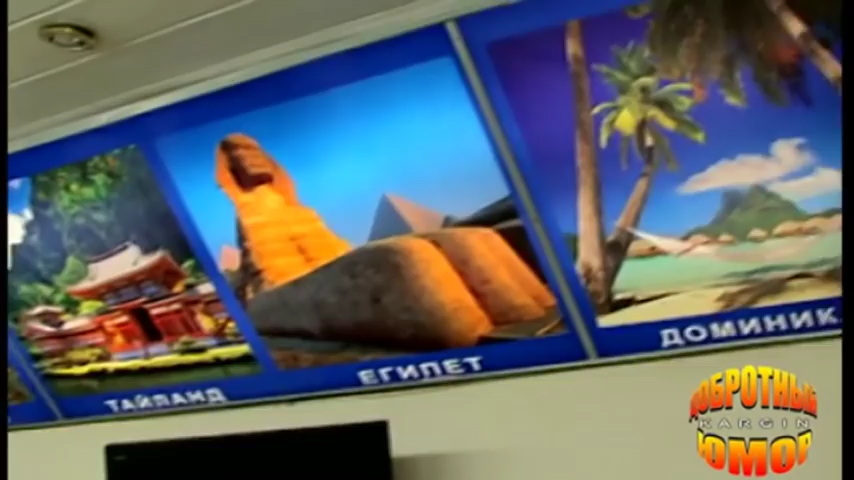 ТАЙЛАНД
ЕГИПЕТ
ДОМИНИК
ДОБРОТНЫЙ
KARGIN
ЮМОР